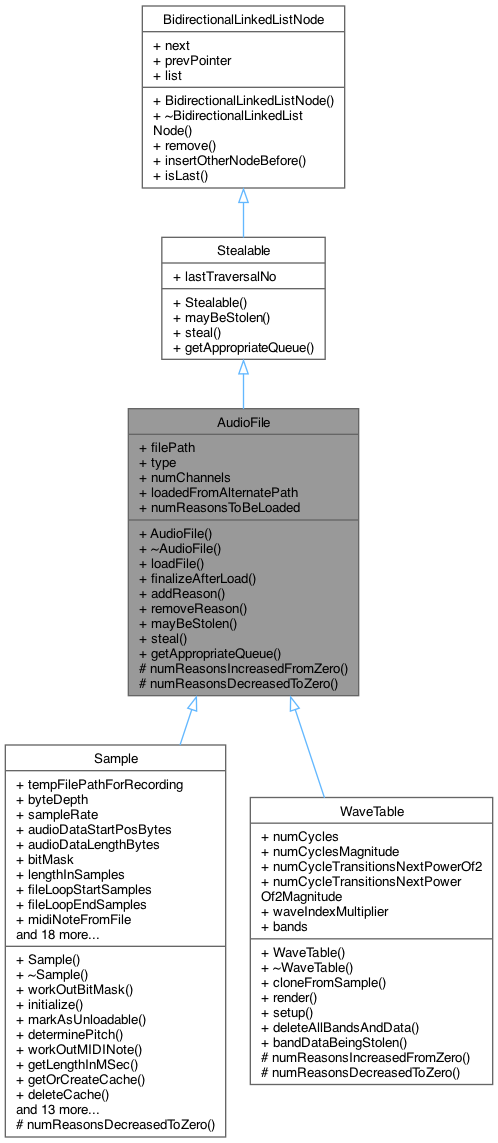 BidirectionalLinkedListNode
+ next
+ prevPointer
+ list
+ BidirectionalLinkedListNode()
+ ~BidirectionalLinkedList
Node()
+ remove()
+ insertOtherNodeBefore()
+ isLast()
Stealable
+ lastTraversalNo
+ Stealable()
+ mayBeStolen()
+ steal()
+ getAppropriateQueue()
AudioFile
+ filePath
+ type
+ numChannels
+ loadedFromAlternatePath
+ numReasonsToBeLoaded
+ AudioFile()
+ ~AudioFile()
+ loadFile()
+ finalizeAfterLoad()
+ addReason()
+ removeReason()
+ mayBeStolen()
+ steal()
+ getAppropriateQueue()
# numReasonsIncreasedFromZero()
# numReasonsDecreasedToZero()
Sample
+ tempFilePathForRecording
+ byteDepth
+ sampleRate
+ audioDataStartPosBytes
+ audioDataLengthBytes
+ bitMask
+ lengthInSamples
+ fileLoopStartSamples
+ fileLoopEndSamples
+ midiNoteFromFile
and 18 more...
+ Sample()
+ ~Sample()
+ workOutBitMask()
+ initialize()
+ markAsUnloadable()
+ determinePitch()
+ workOutMIDINote()
+ getLengthInMSec()
+ getOrCreateCache()
+ deleteCache()
and 13 more...
# numReasonsDecreasedToZero()
WaveTable
+ numCycles
+ numCyclesMagnitude
+ numCycleTransitionsNextPowerOf2
+ numCycleTransitionsNextPower
Of2Magnitude
+ waveIndexMultiplier
+ bands
+ WaveTable()
+ ~WaveTable()
+ cloneFromSample()
+ render()
+ setup()
+ deleteAllBandsAndData()
+ bandDataBeingStolen()
# numReasonsIncreasedFromZero()
# numReasonsDecreasedToZero()